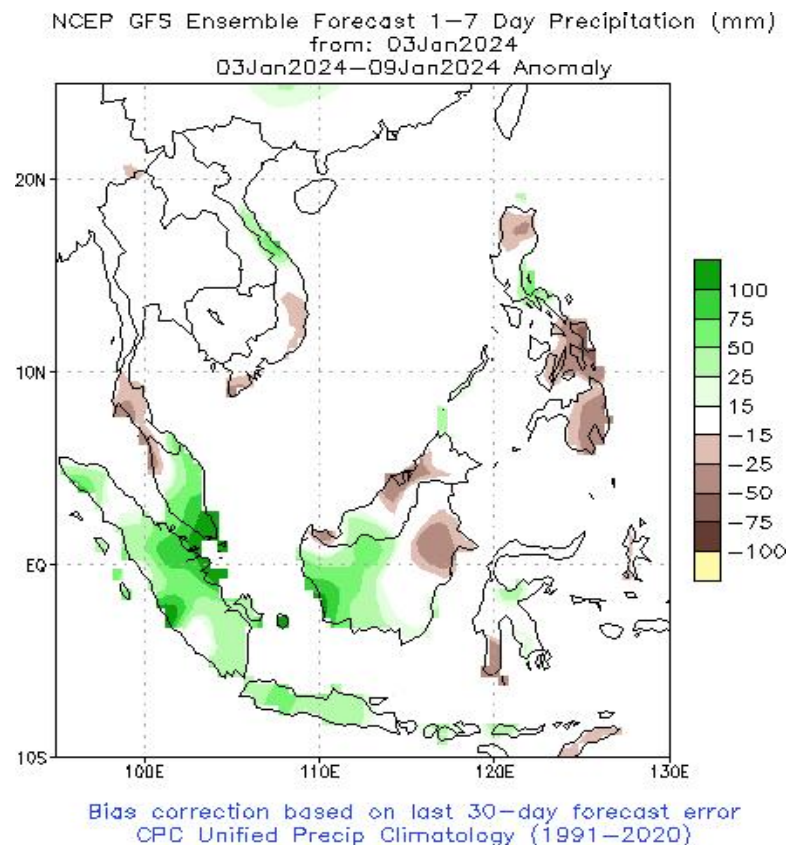 NCEP GFS Ensemble Forecast 1–7 Day Precipitation (mm)
from: 03Jan2024
03Jan2024–09Jan2024 Anomaly
20N
10N
EQ
10S
100E
110E
120E
130E
100
75
50
25
15
−15
−25
−50
−75
−100
Bias correction based on last 30–day forecast error
CPC Unified Precip Climatology (1991–2020)